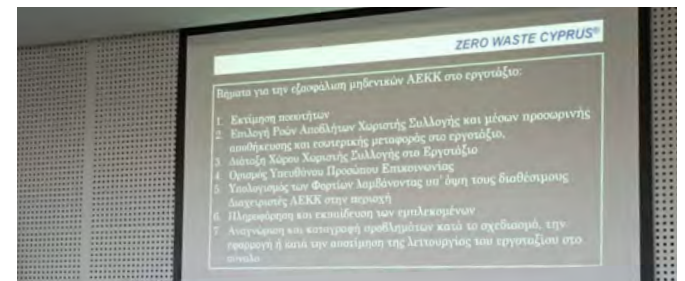 ZERO WASTE CYPRUS®
Βήματα για την εξασφάλιση μηδενικών ΑΕΚΚ στο εργοτάξιο:
1. Εκτίμηση ποσοτήτων
2. Επιλογή Ροών Αποβλήτων Χωριστής Συλλογής και μέσων προσωρινής
αποθήκευσης και εσωτερικής μεταφοράς στο εργοτάξιο,
3. Διάταξη Χώρου Χωριστής Συλλογής στο Εργοτάξιο
4. Ορισμός Υπευθύνου Προσώπου Επικοινωνίας
5. Υπολογισμός των Φορτίων λαμβάνοντας υπ’ όψη τους διαθέσιμους
Διαχειριστές ΑΕΚΚ στην περιοχή
6. Πληροφόρηση και εκπαίδευση των εμπλεκομένων
7. Αναγνώριση και καταγραφή προβλημάτων κατά το σχεδιασμό, την
εφαρμογή ή κατά την αποτίμηση της λειτουργίας του εργοταξίου στο
σύνολο